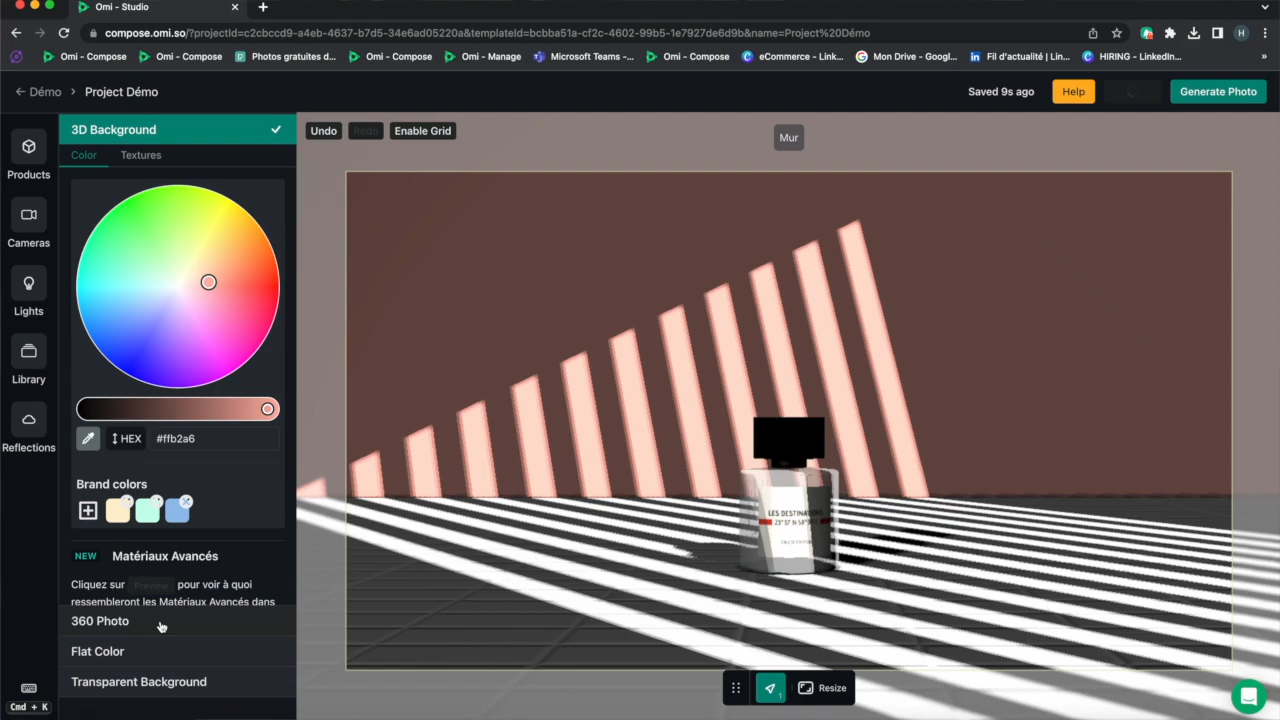 Omi - Studio
compose.omi.so/?projectId=c2cbccd9-a4eb-4637-b7d5-34e6ad05220a&templateId=bcbba51a-cf2c-4602-99b5-1e7927de6d9b&name=Project%20Démo
H
Omi - Compose
Omi - Compose
Photos gratuites d...
Omi - Compose
Omi - Manage
Microsoft Teams -...
Omi - Compose
eCommerce - Link...
Mon Drive - Googl...
Fil d'actualité | Lin...
HIRING - LinkedIn...
»
← Démo > Project Démo
Saved 9s ago
Help
Generate Photo
3D Background
Color
Textures
Undo
Redo
Enable Grid
Mur
Products
Cameras
Lights
Library
Reflections
HEX
#ffb2a6
Brand colors
NEW
Matériaux Avancés
Cliquez sur Preview pour voir à quoi
ressembleront les Matériaux Avancés dans
360 Photo
Flat Color
Transparent Background
Cmd + K
LES DESTINATIONS
1
Resize